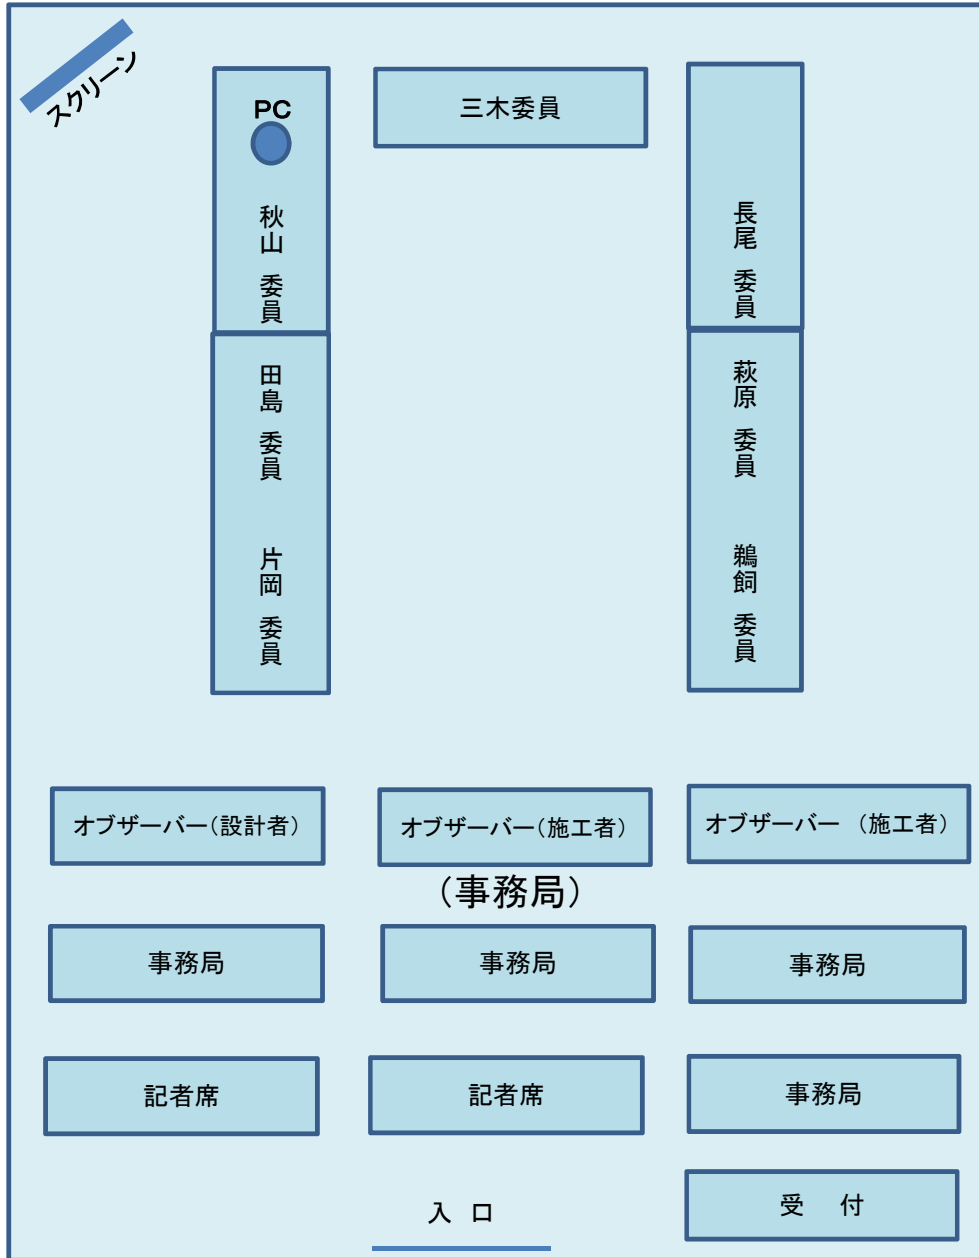 スクリーン
PC
三木委員
秋山 委員
長尾 委員
田島 委員
萩原 委員
片岡 委員
鵜飼 委員
オブザーバー(設計者)
オブザーバー(施工者)
オブザーバー (施工者)
(事務局)
事務局
事務局
事務局
記者席
記者席
事務局
入 口
受 付